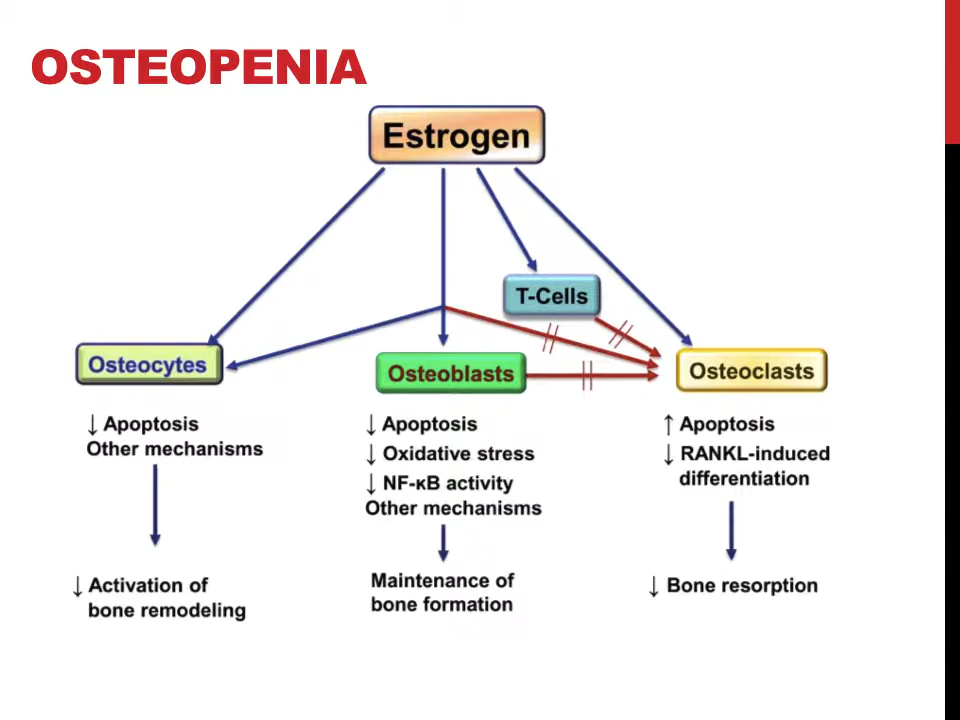 OSTEOPENIA
Estrogen
T-Cells
Osteocytes
Osteoblasts
Osteoclasts
↓ Apoptosis
Other mechanisms
↓ Activation of
bone remodeling
↓ Apoptosis
↓ Oxidative stress
↓ NF-κB activity
Other mechanisms
Maintenance of
bone formation
↑ Apoptosis
↓ RANKL-induced
differentiation
↓ Bone resorption